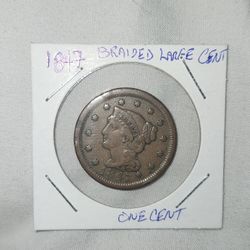 1847 BRAIDED LARGE CENT
ONE CENT